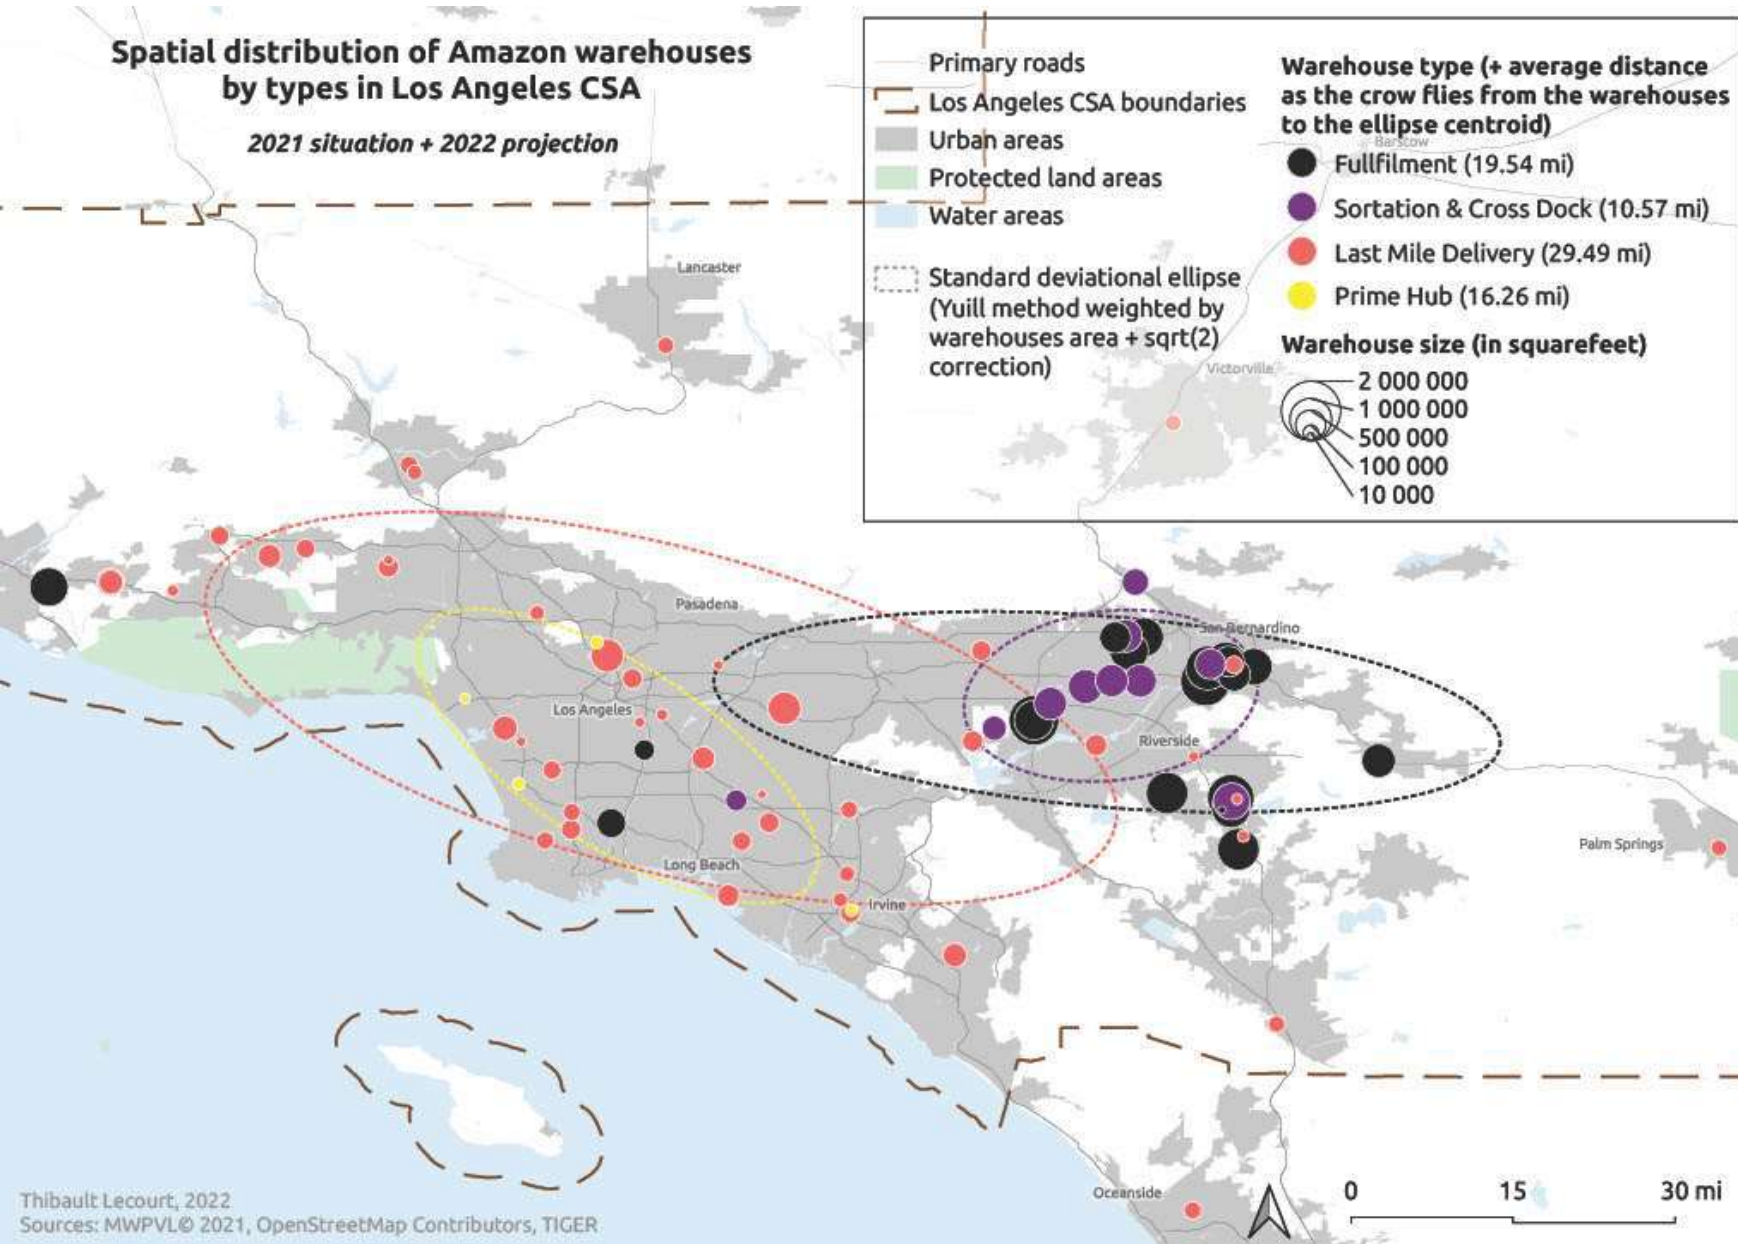 Spatial distribution of Amazon warehouses
by types in Los Angeles CSA
2021 situation + 2022 projection
Primary roads
Los Angeles CSA boundaries
Urban areas
Protected land areas
Water areas
Standard deviational ellipse
(Yuill method weighted by
warehouses area + sqrt(2)
correction)
Warehouse type (+ average distance
as the crow flies from the warehouses
to the ellipse centroid)
Barstow
Fullfilment (19.54 mi)
Sortation & Cross Dock (10.57 mi)
Last Mile Delivery (29.49 mi)
Prime Hub (16.26 mi)
Warehouse size (in squarefeet)
2 000 000
1 000 000
500 000
100 000
10 000
Victorville
Lancaster
Pasadena
San Bernardino
Los Angeles
Riverside
Long Beach
Palm Springs
Irvine
Oceanside
0 15 30 mi
Thibault Lecourt, 2022
Sources: MWPVL© 2021, OpenStreetMap Contributors, TIGER